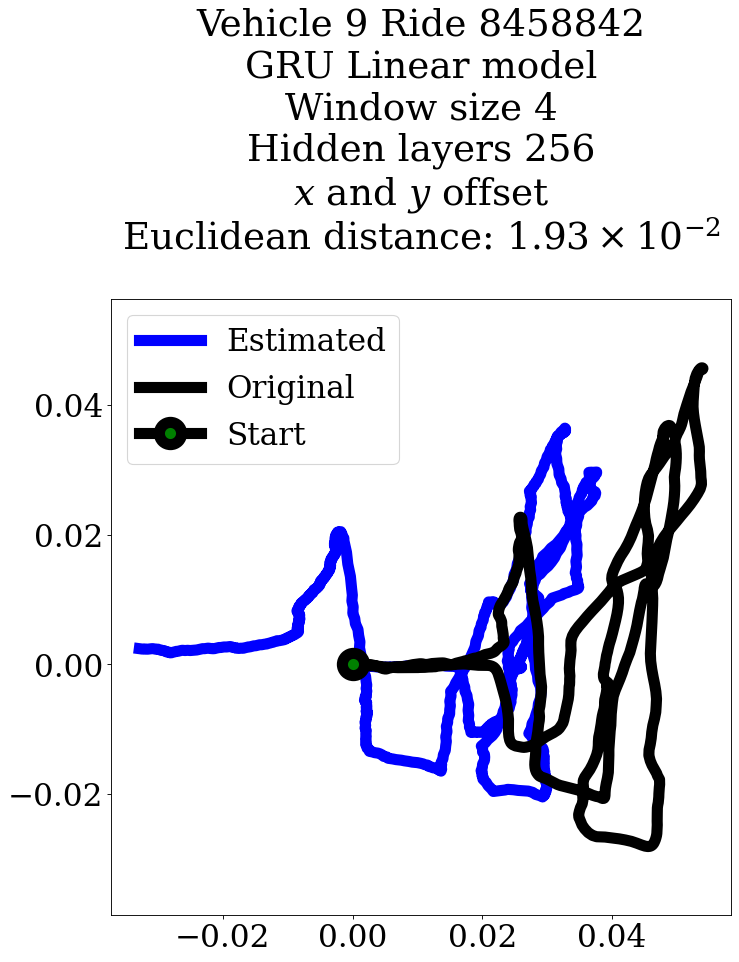 Vehicle 9 Ride 8458842
GRU Linear model
Window size 4
Hidden layers 256
x and y offset
Euclidean distance: 1.93 × 10⁻²
Estimated
Original
Start
0.04
0.02
0.00
−0.02
−0.02 0.00 0.02 0.04